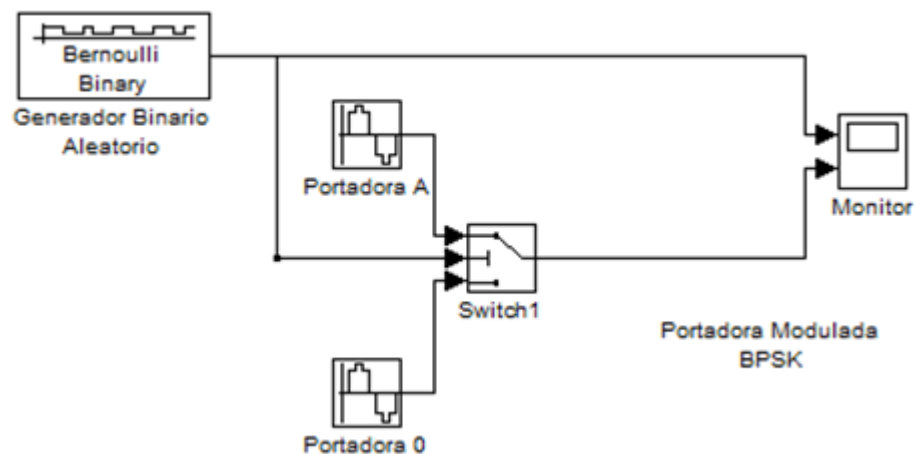 Bernoulli
Binary
Generador Binario
Aleatorio
Portadora A
Monitor
Switch1
Portadora Modulada
BPSK
Portadora 0